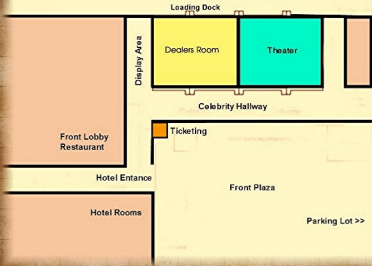 Loading Dock
Display Area
Dealers Room
Theater
Celebrity Hallway
Ticketing
Front Lobby
Restaurant
Hotel Entrance
Front Plaza
Hotel Rooms
Parking Lot >>